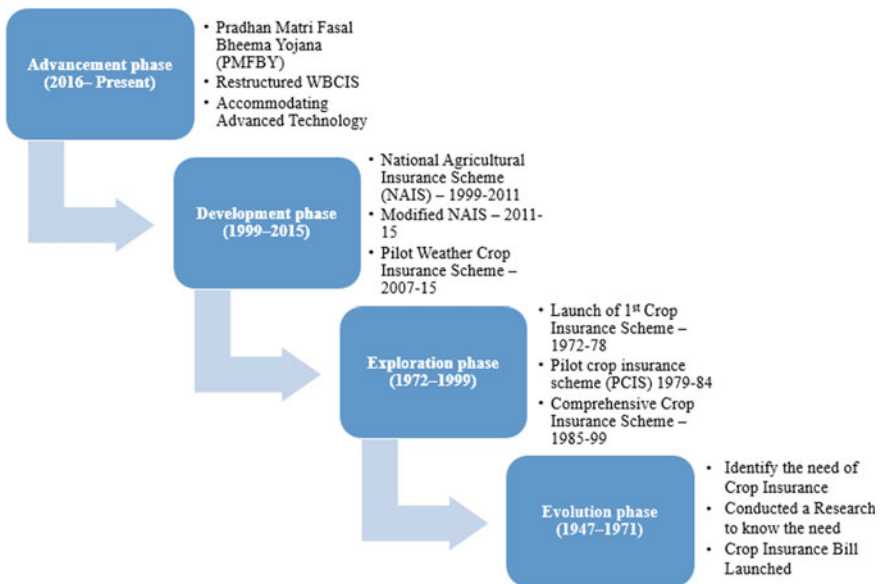 Advancement phase
(2016– Present)
• Pradhan Matri Fasal
Bheema Yojana
(PMFBY)
• Restructured WBCIS
• Accommodating
Advanced Technology
Development phase
(1999–2015)
• National Agricultural
Insurance Scheme
(NAIS) – 1999-2011
• Modified NAIS – 2011-
15
• Pilot Weather Crop
Insurance Scheme –
2007-15
Exploration phase
(1972–1999)
• Launch of 1st Crop
Insurance Scheme –
1972-78
• Pilot crop insurance
scheme (PCIS) 1979-84
• Comprehensive Crop
Insurance Scheme –
1985-99
Evolution phase
(1947–1971)
• Identify the need of
Crop Insurance
• Conducted a Research
to know the need
• Crop Insurance Bill
Launched